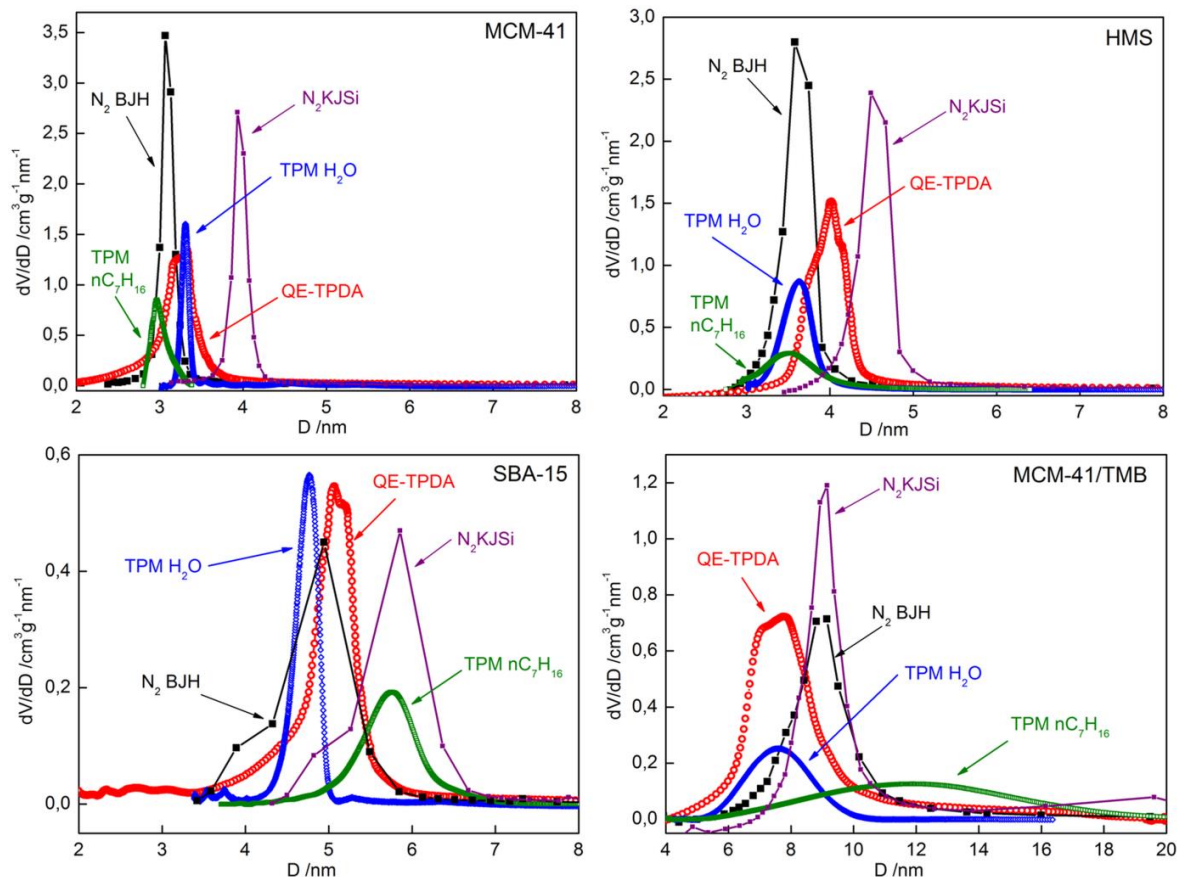 MCM-41
3,5
3,0
2,5
2,0
1,5
1,0
0,5
0,0
dV/dD /cm³g⁻¹nm⁻¹
N₂ BJH
N₂KJSi
TPM H₂O
TPM
nC₇H₁₆
QE-TPDA
2 3 4 5 6 7 8
D /nm
HMS
3,0
2,5
2,0
1,5
1,0
0,5
0,0
dV/dD /cm³g⁻¹nm⁻¹
N₂ BJH
N₂KJSi
QE-TPDA
TPM H₂O
TPM
nC₇H₁₆
2 3 4 5 6 7 8
D /nm
SBA-15
0,6
0,4
0,2
0,0
dV/dD /cm³g⁻¹nm⁻¹
QE-TPDA
TPM H₂O
N₂KJSi
TPM nC₇H₁₆
N₂ BJH
2 3 4 5 6 7 8
D /nm
MCM-41/TMB
1,2
1,0
0,8
0,6
0,4
0,2
0,0
dV/dD /cm³g⁻¹nm⁻¹
N₂KJSi
QE-TPDA
N₂ BJH
TPM H₂O
TPM nC₇H₁₆
4 6 8 10 12 14 16 18 20
D /nm